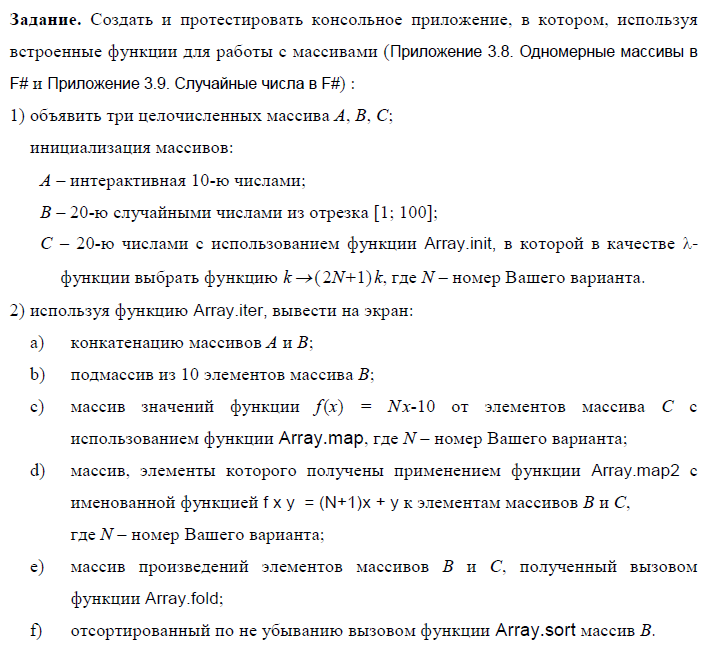 Задание. Создать и протестировать консольное приложение, в котором, используя
встроенные функции для работы с массивами (Приложение 3.8. Одномерные массивы в
F# и Приложение 3.9. Случайные числа в F#) :
1) объявить три целочисленных массива A, B, C;
инициализация массивов:
A – интерактивная 10-ю числами;
B – 20-ю случайными числами из отрезка [1; 100];
C – 20-ю числами с использованием функции Array.init, в которой в качестве λ-
функции выбрать функцию k→(2N+1)k, где N – номер Вашего варианта.
2) используя функцию Array.iter, вывести на экран:
a) конкатенацию массивов A и B;
b) подмассив из 10 элементов массива B;
c) массив значений функции f(x) = Nx-10 от элементов массива C с
использованием функции Array.map, где N – номер Вашего варианта;
d) массив, элементы которого получены применением функции Array.map2 с
именованной функцией f x y = (N+1)x + y к элементам массивов B и C,
где N – номер Вашего варианта;
e) массив произведений элементов массивов B и C, полученный вызовом
функции Array.fold;
f) отсортированный по не убыванию вызовом функции Array.sort массив B.